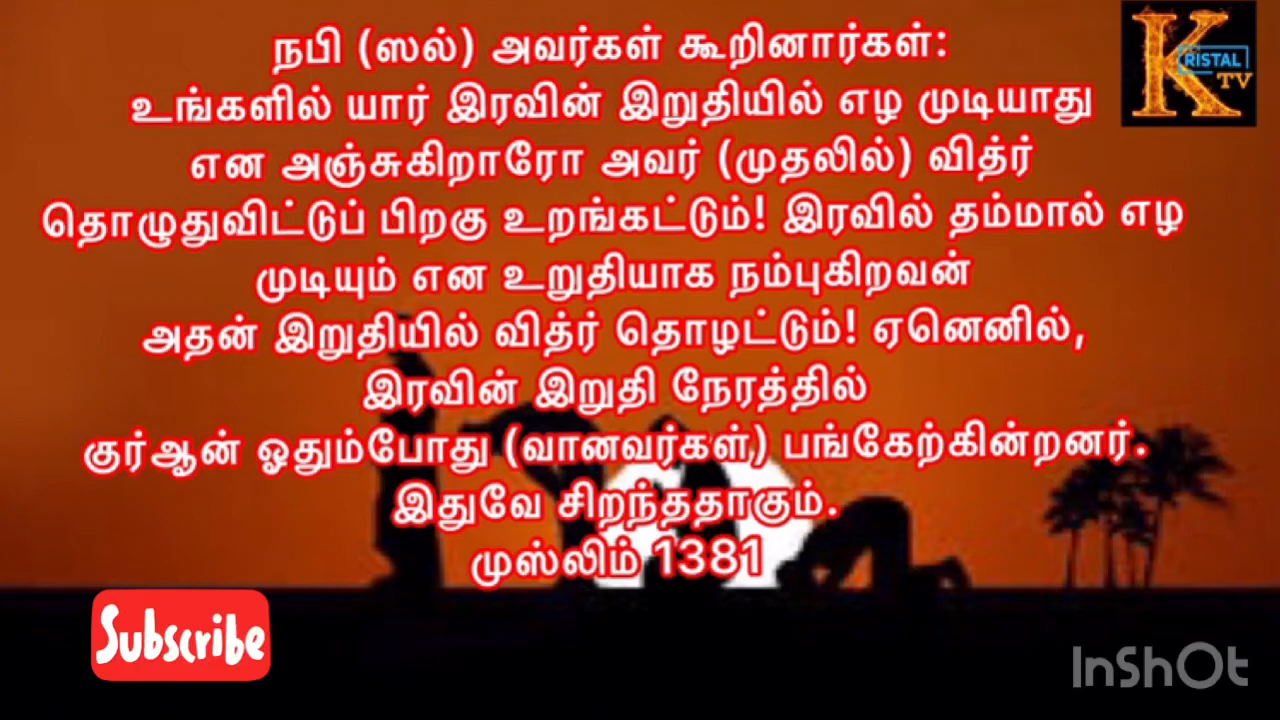 நபி (ஸல்) அவர்கள் கூறினார்கள்:
உங்களில் யார் இரவின் இறுதியில் எழ முடியாது
என அஞ்சுகிறாரோ அவர் (முதலில்) வித்ர்
தொழுதுவிட்டுப் பிறகு உறங்கட்டும்! இரவில் தம்மால் எழ
முடியும் என உறுதியாக நம்புகிறவன்
அதன் இறுதியில் வித்ர் தொழட்டும்! ஏனெனில்,
இரவின் இறுதி நேரத்தில்
குர்ஆன் ஓதும்போது (வானவர்கள்) பங்கேற்கின்றனர்.
இதுவே சிறந்ததாகும்.
முஸ்லிம் 1381
K RISTAL TV
Subscribe
InShOt